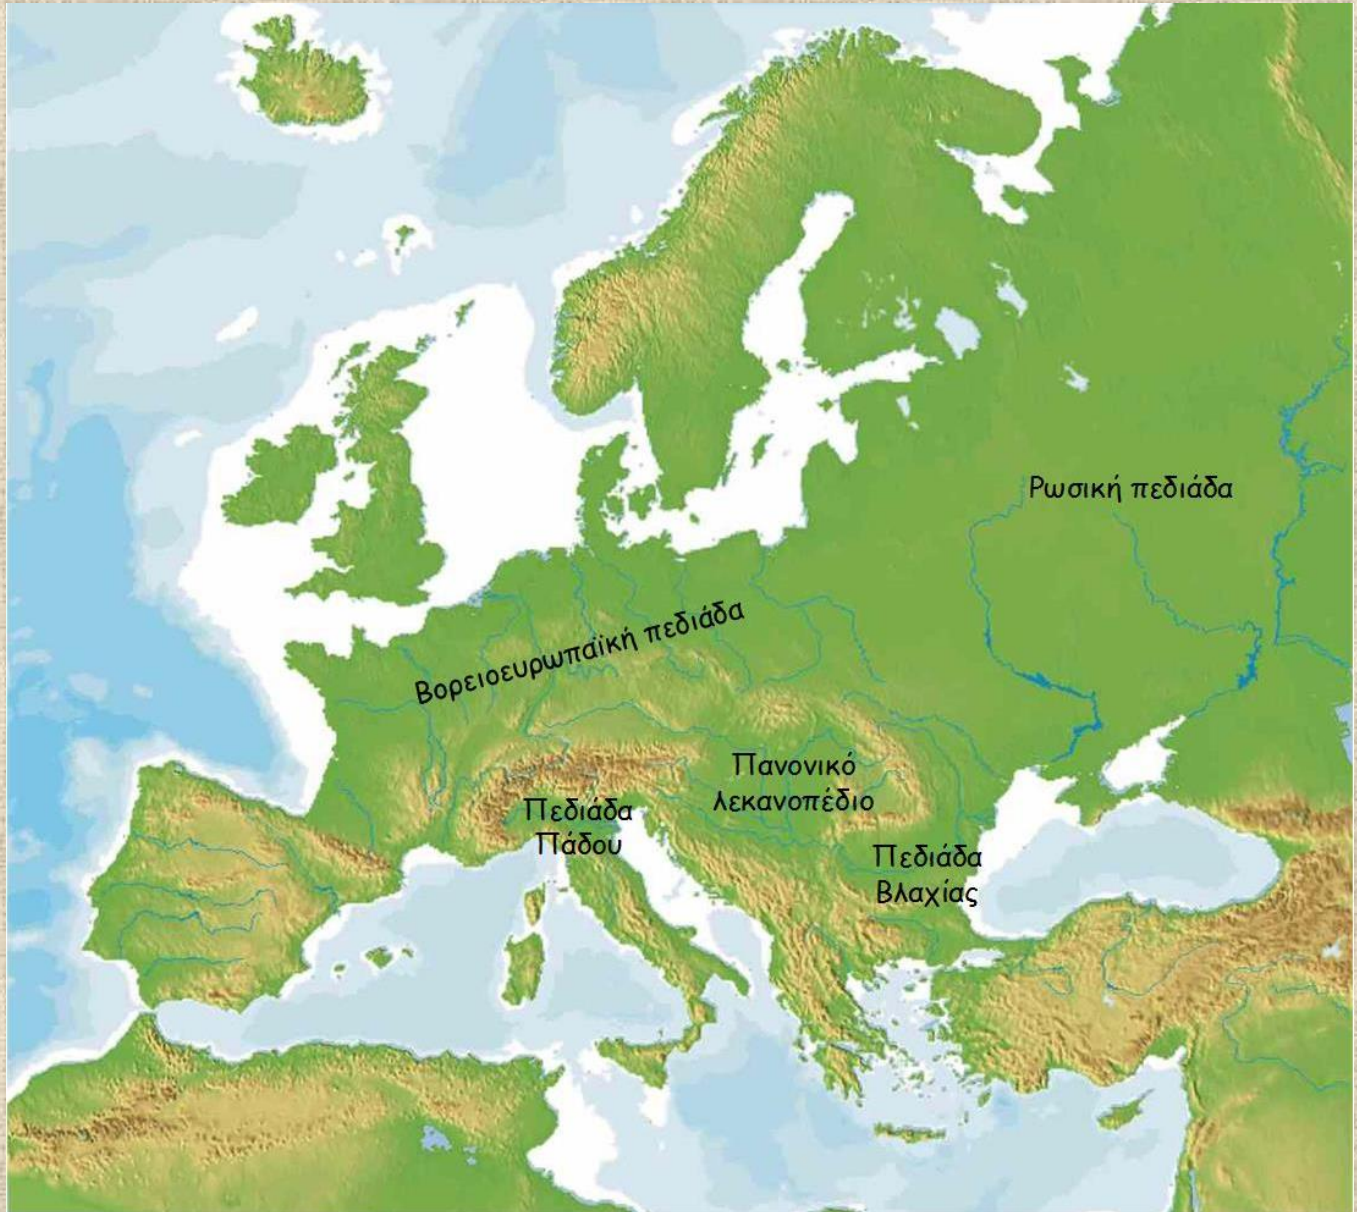 Ρωσική πεδιάδα
Βορειοευρωπαϊκή πεδιάδα
Πανονικό
λεκανοπέδιο
Πεδιάδα
Πάδου
Πεδιάδα
Βλαχίας